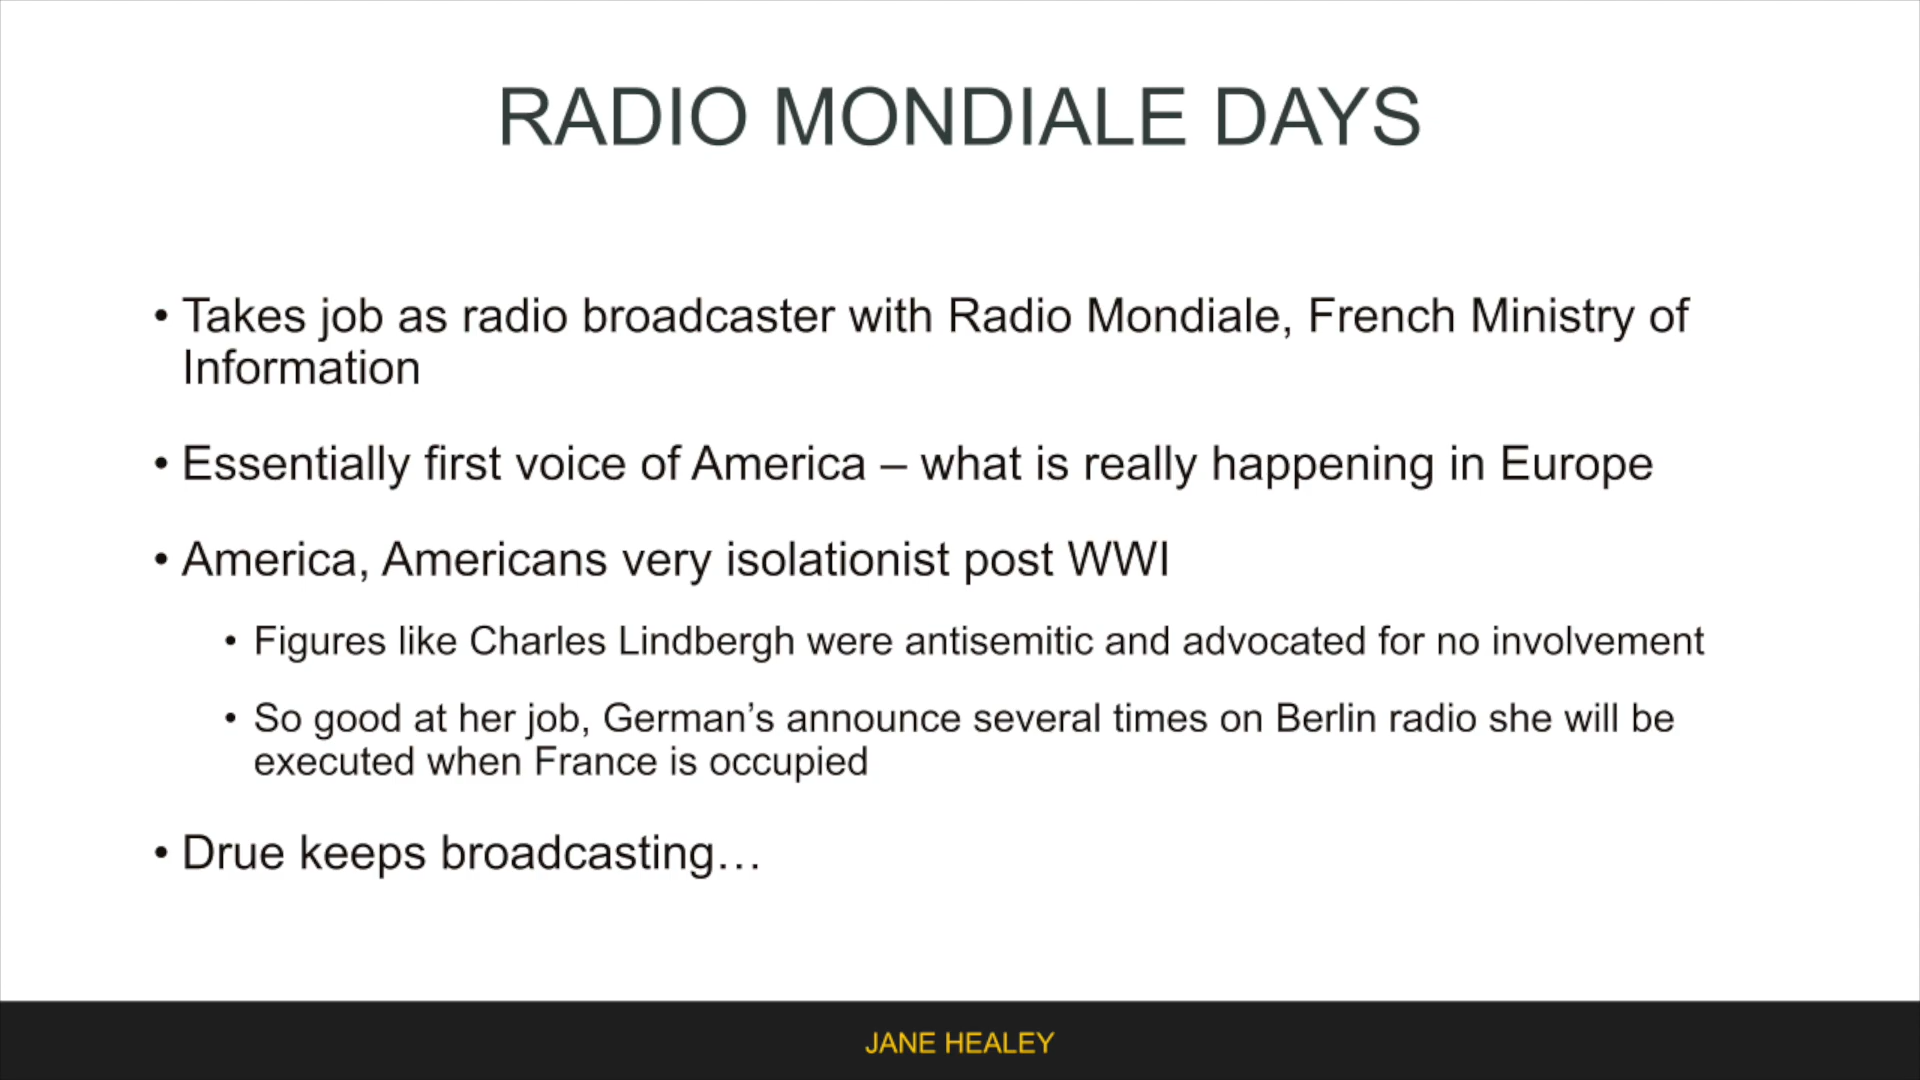 RADIO MONDIALE DAYS
• Takes job as radio broadcaster with Radio Mondiale, French Ministry of
Information
• Essentially first voice of America – what is really happening in Europe
• America, Americans very isolationist post WWI
• Figures like Charles Lindbergh were antisemitic and advocated for no involvement
• So good at her job, German’s announce several times on Berlin radio she will be
executed when France is occupied
• Drue keeps broadcasting…
JANE HEALEY